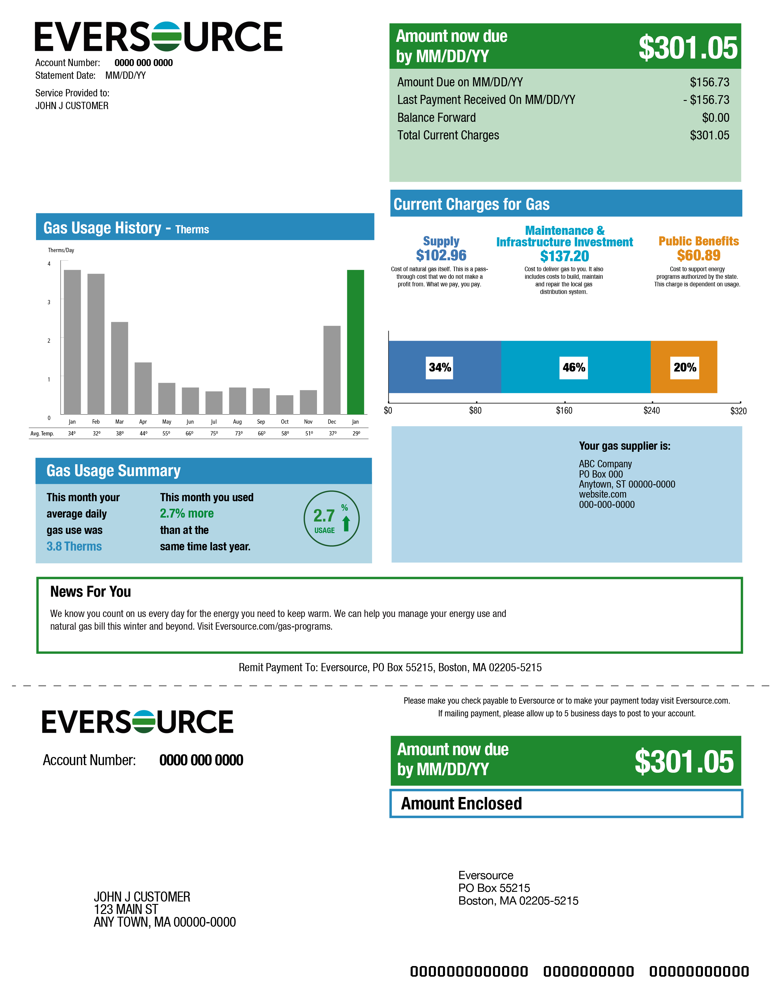 EVERSOURCE
Account Number: 0000 000 0000
Statement Date: MM/DD/YY
Service Provided to:
JOHN J CUSTOMER
Amount now due
by MM/DD/YY
$301.05
Amount Due on MM/DD/YY $156.73
Last Payment Received On MM/DD/YY - $156.73
Balance Forward $0.00
Total Current Charges $301.05
Gas Usage History - Therms
Therms/Day
4
3
2
1
0
Jan Feb Mar Apr May Jun Jul Aug Sep Oct Nov Dec Jan
Avg. Temp. 34º 32º 38º 44º 55º 66º 75º 73º 66º 58º 51º 37º 29º
Current Charges for Gas
Supply
$102.96
Cost of natural gas itself. This is a pass-
through cost that we do not make a
profit from. What we pay, you pay.
Maintenance &
Infrastructure Investment
$137.20
Cost to deliver gas to you. It also
includes costs to build, maintain
and repair the local gas
distribution system.
Public Benefits
$60.89
Cost to support energy
programs authorized by the state.
This charge is dependent on usage.
34% 46% 20%
$0 $80 $160 $240 $320
Gas Usage Summary
This month your
average daily
gas use was
3.8 Therms
This month you used
2.7% more
than at the
same time last year.
2.7 %
USAGE
Your gas supplier is:
ABC Company
PO Box 000
Anytown, ST 00000-0000
website.com
000-000-0000
News For You
We know you count on us every day for the energy you need to keep warm. We can help you manage your energy use and
natural gas bill this winter and beyond. Visit Eversource.com/gas-programs.
Remit Payment To: Eversource, PO Box 55215, Boston, MA 02205-5215
Please make you check payable to Eversource or to make your payment today visit Eversource.com.
If mailing payment, please allow up to 5 business days to post to your account.
EVERSOURCE
Account Number: 0000 000 0000
Amount now due
by MM/DD/YY
$301.05
Amount Enclosed
JOHN J CUSTOMER
123 MAIN ST
ANY TOWN, MA 00000-0000
Eversource
PO Box 55215
Boston, MA 02205-5215
0000000000000 0000000000 00000000000